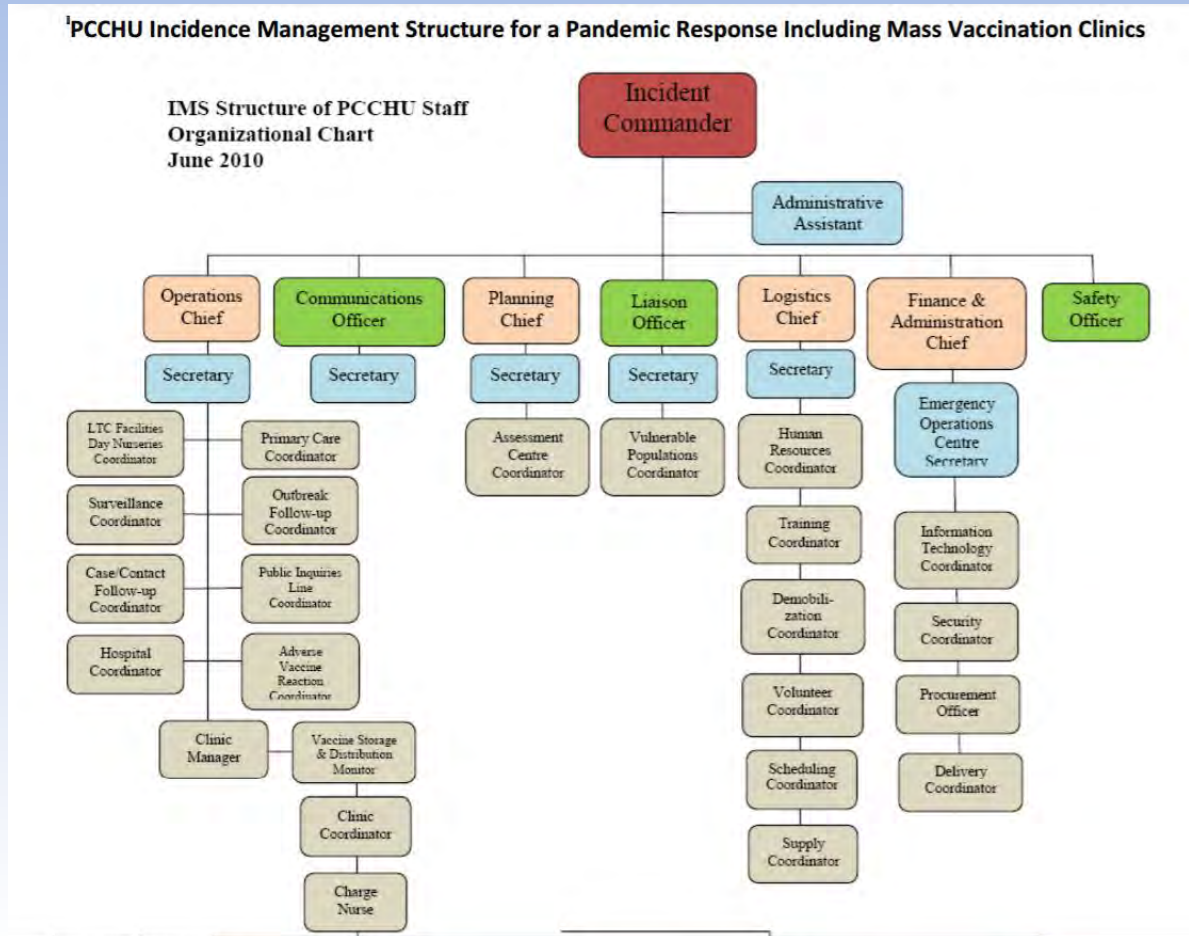 iPCCHU Incidence Management Structure for a Pandemic Response Including Mass Vaccination Clinics
IMS Structure of PCCHU Staff
Organizational Chart
June 2010
Incident
Commander
Administrative
Assistant
Operations
Chief
Communications
Officer
Planning
Chief
Liaison
Officer
Logistics
Chief
Finance &
Administration
Chief
Safety
Officer
Secretary
Secretary
Secretary
Secretary
Secretary
Emergency
Operations
Centre
Secretary
LTC Facilities
Day Nurseries
Coordinator
Primary Care
Coordinator
Assessment
Centre
Coordinator
Vulnerable
Populations
Coordinator
Human
Resources
Coordinator
Surveillance
Coordinator
Outbreak
Follow-up
Coordinator
Training
Coordinator
Information
Technology
Coordinator
Case/Contact
Follow-up
Coordinator
Public Inquiries
Line
Coordinator
Demobili-
zation
Coordinator
Security
Coordinator
Hospital
Coordinator
Adverse
Vaccine
Reaction
Coordinator
Volunteer
Coordinator
Procurement
Officer
Clinic
Manager
Vaccine Storage
& Distribution
Monitor
Scheduling
Coordinator
Delivery
Coordinator
Clinic
Coordinator
Supply
Coordinator
Charge
Nurse